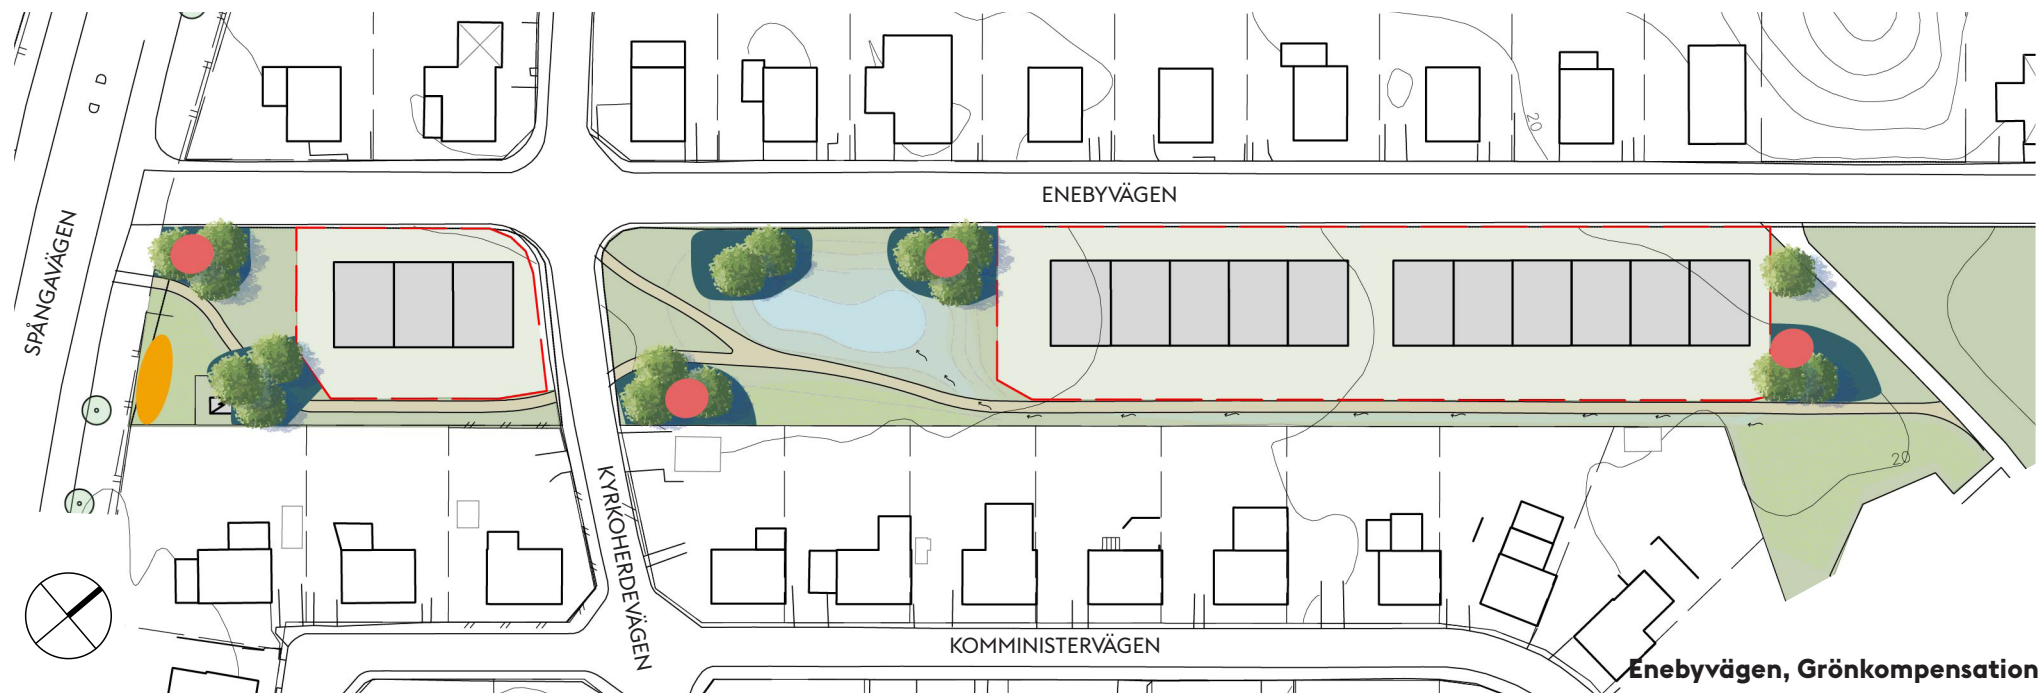 D
D
20
ENEBYVÄGEN
SPÅNGAVÄGEN
20
KYRKOHERDEVÄGEN
KOMMINISTERVÄGEN
Enebyvägen, Grönkompensation